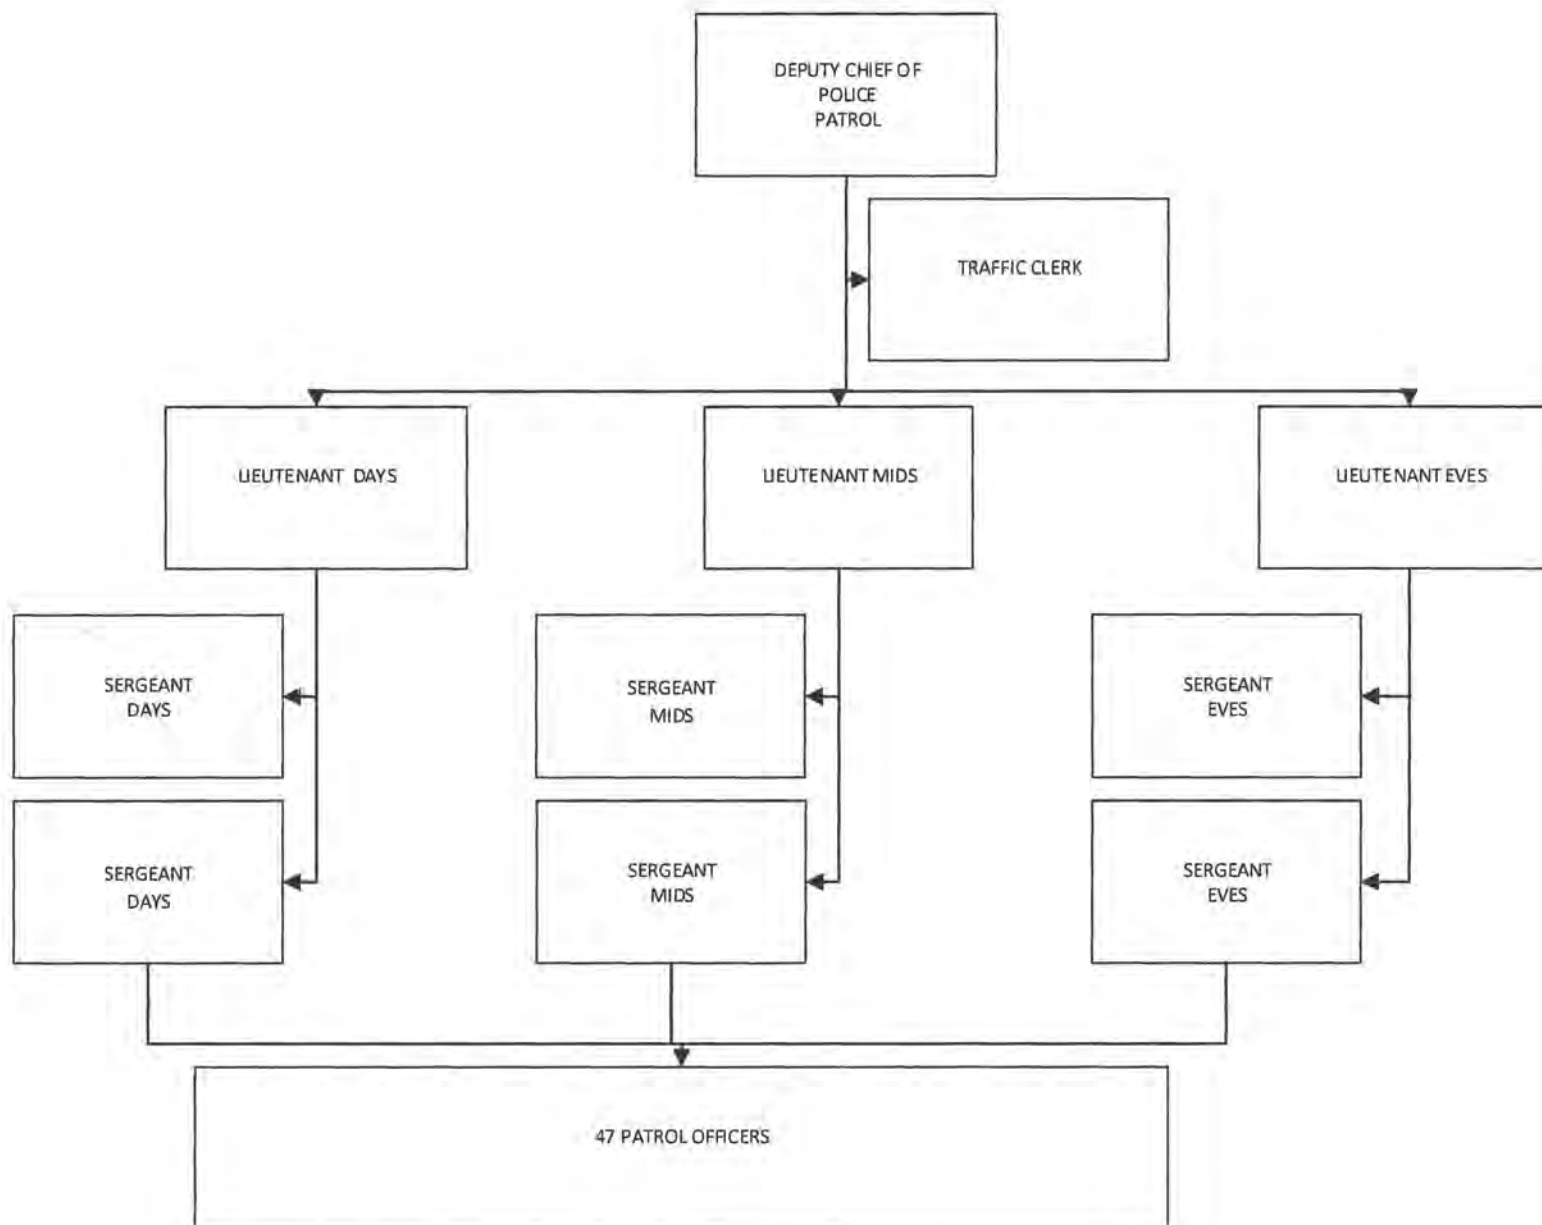 DEPUTY CHIEF OF
POLICE
PATROL
TRAFFIC CLERK
LIEUTENANT DAYS
LIEUTENANT MIDS
LIEUTENANT EVES
SERGEANT
DAYS
SERGEANT
MIDS
SERGEANT
EVES
SERGEANT
DAYS
SERGEANT
MIDS
SERGEANT
EVES
47 PATROL OFFICERS